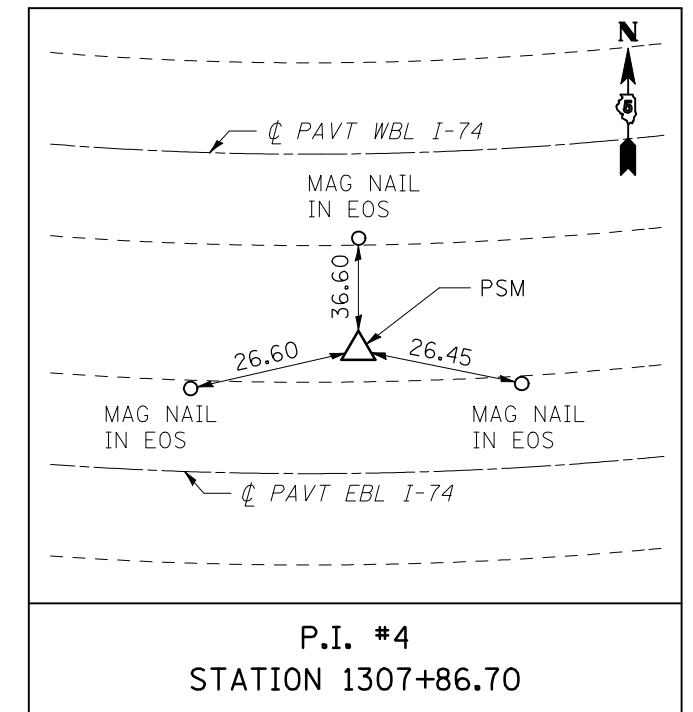 N
5
℄ PAVT WBL I-74
MAG NAIL
IN EOS
36.60
PSM
26.60
26.45
MAG NAIL
IN EOS
MAG NAIL
IN EOS
℄ PAVT EBL I-74
P.I. #4
STATION 1307+86.70